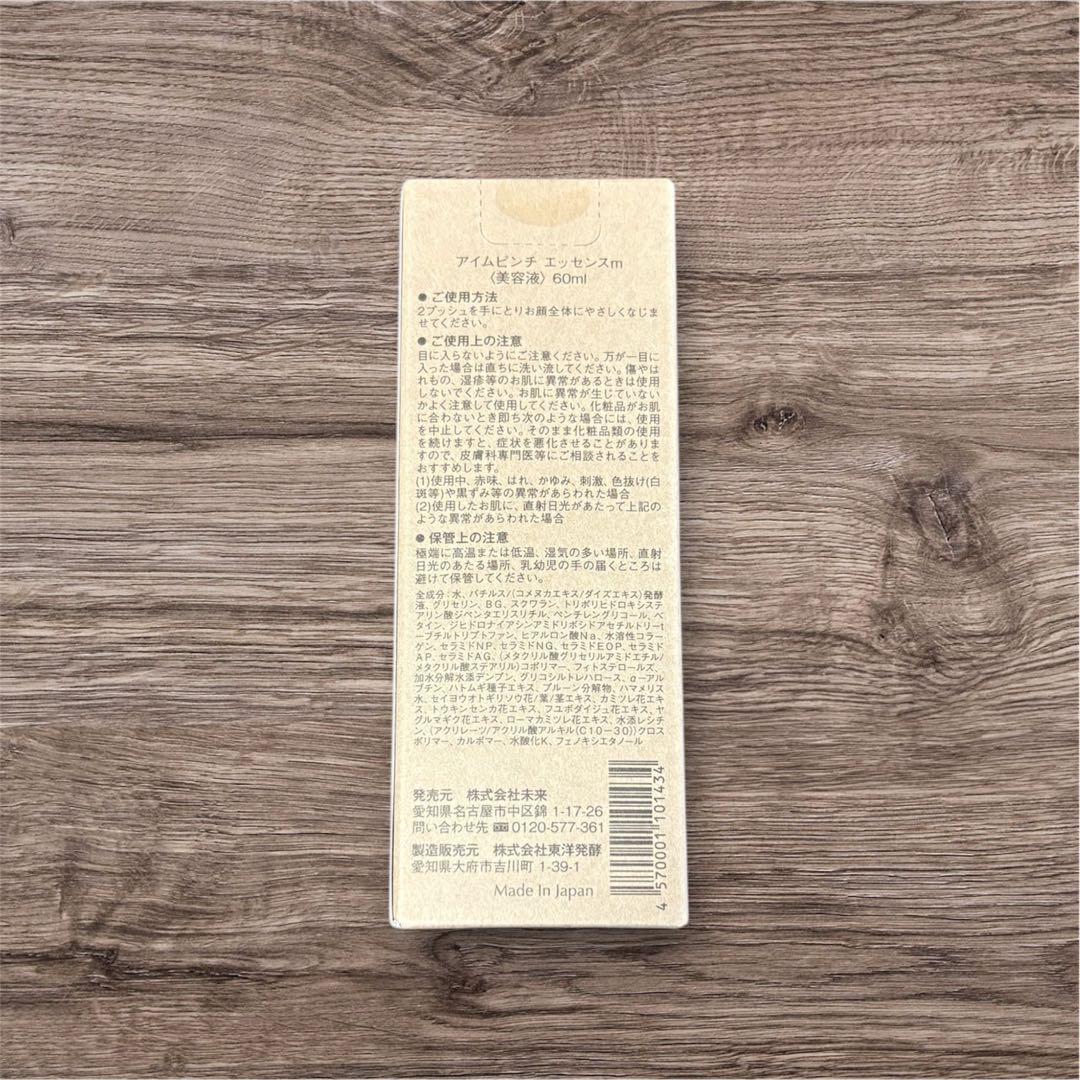 アイムピンチ エッセンスm
〈美容液〉60ml
● ご使用方法
2プッシュを手にとりお顔全体にやさしくなじま
せてください。
● ご使用上の注意
目に入らないようにご注意ください。万が一目に
入った場合は直ちに洗い流してください。傷やは
れもの、湿疹等のお肌に異常があるときは使用
しないでください。お肌に異常が生じていない
かよく注意して使用してください。化粧品がお肌
に合わないとき即ち次のような場合には、使用
を中止してください。そのまま化粧品類の使用
を続けますと、症状を悪化させることがありま
すので、皮膚科専門医等にご相談されることを
おすすめします。
(1)使用中、赤味、はれ、かゆみ、刺激、色抜け(白
斑等)や黒ずみ等の異常があらわれた場合
(2)使用したお肌に、直射日光があたって上記の
ような異常があらわれた場合
● 保管上の注意
極端に高温または低温、湿気の多い場所、直射
日光のあたる場所、乳幼児の手の届くところは
避けて保管してください。
全成分:水、バチルス/(コメヌカエキス/ダイズエキス)発酵
液、グリセリン、BG、スクワラン、トリポリヒドロキシステ
アリン酸ジペンタエリスリチル、ペンチレングリコール、ベ
タイン、ジヒドロナイアシンアミドリボシドアセチルトリーオ
ーブチルトリプトファン、ヒアルロン酸Na、水溶性コラー
ゲン、セラミドNP、セラミドNG、セラミドEOP、セラミド
AP、セラミドAG、(メタクリル酸グリセリルアミドエチル/
メタクリル酸ステアリル)コポリマー、フィトステロールズ、
加水分解水添デンプン、グリコシルトレハロース、α-アル
ブチン、ハトムギ種子エキス、プルーン分解物、ハマメリス
水、セイヨウオトギリソウ花/葉/茎エキス、カミツレ花エキ
ス、トウキンセンカ花エキス、フユボダイジュ花エキス、ヤ
グルマギク花エキス、ローマカミツレ花エキス、水添レシチ
ン、(アクリレーツ/アクリル酸アルキル(C10-30))クロス
ポリマー、カルボマー、水酸化K、フェノキシエタノール
発売元 株式会社未来
愛知県名古屋市中区錦 1-17-26
問い合わせ先 0120-577-361
製造販売元 株式会社東洋発酵
愛知県大府市吉川町 1-39-1
Made In Japan
4 570001 101434